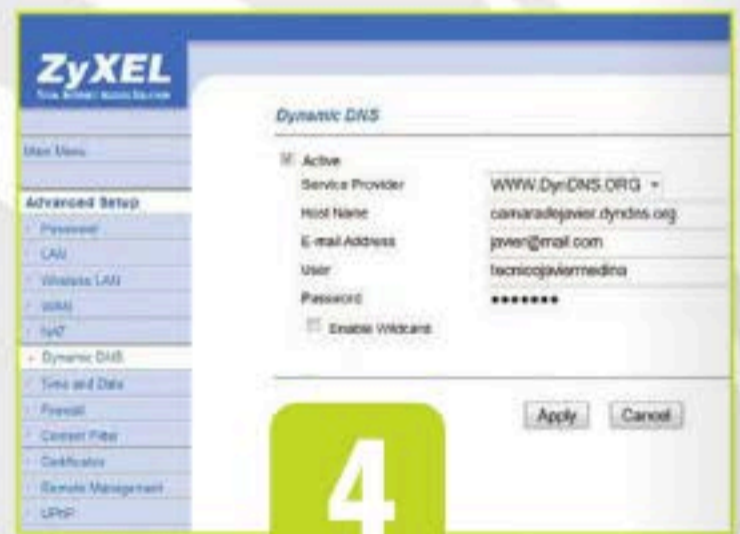 ZyXEL
Main Menu
Advanced Setup
Password
LAN
Wireless LAN
WAN
NAT
Dynamic DNS
Time and Date
Firewall
Content Filter
Certificates
Remote Management
UPnP
Dynamic DNS
Active
Service Provider WWW.DynDNS.ORG
Host Name camaradejavier.dyndns.org
E-mail Address javier@mail.com
User tecnicojaviermedina
Password •••••••
Enable Wildcard
Apply Cancel
4